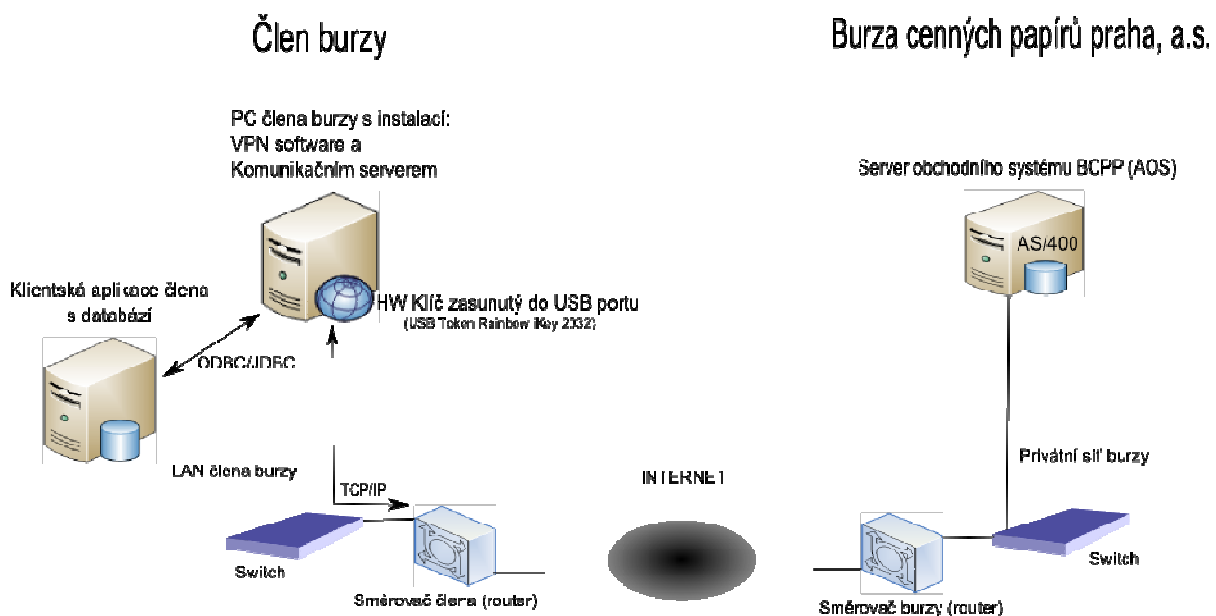 Člen burzy
Burza cenných papírů praha, a.s.
PC člena burzy s instalací:
VPN software a
Komunikačním serverem
Server obchodního systému BCPP (AOS)
AS/400
Klientská aplikace člena
s databází
HW Klíč zasunutý do USB portu
(USB Token Rainbow iKey 2032)
ODBC/JDBC
LAN člena burzy
TCP/IP
INTERNET
Privátní síť burzy
Switch
Směrovač člena (router)
Switch
Směrovač burzy (router)